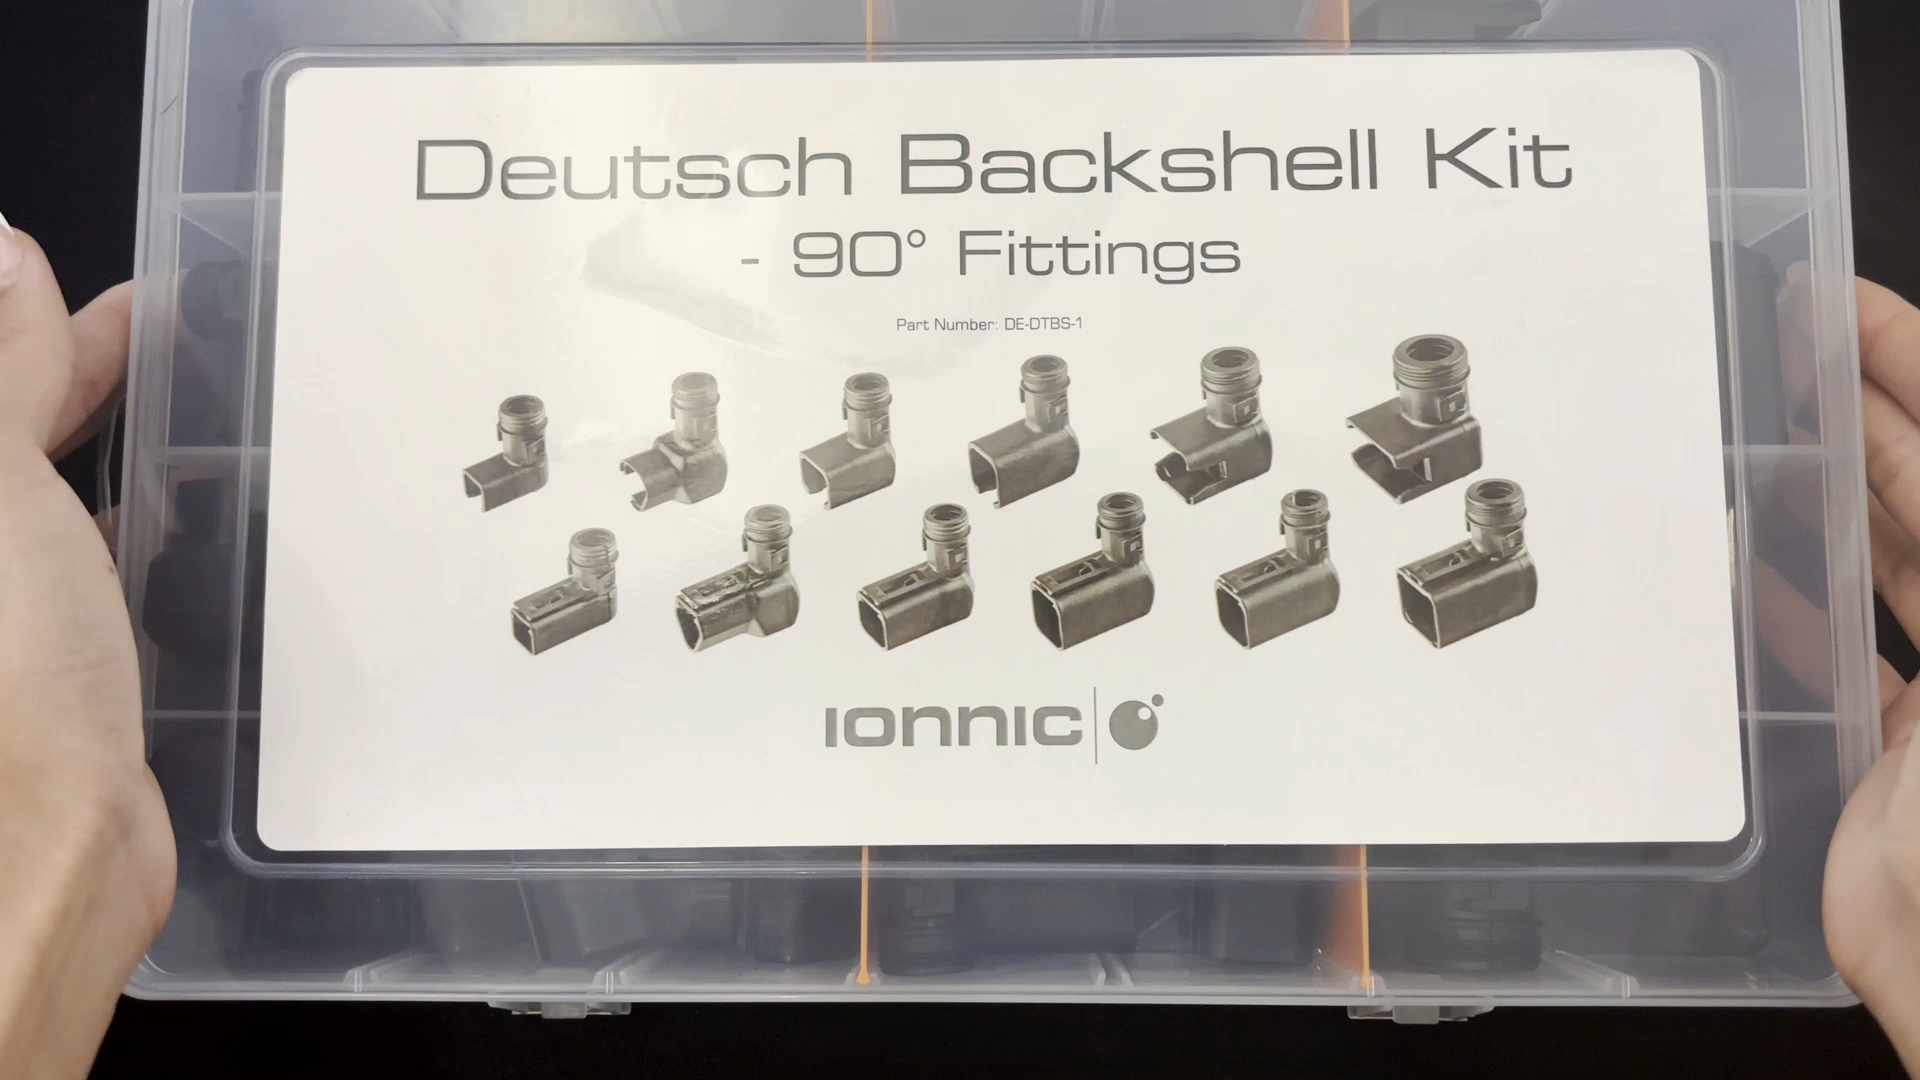 Deutsch Backshell Kit
- 90° Fittings
Part Number: DE-DTBS-1
IONNIC